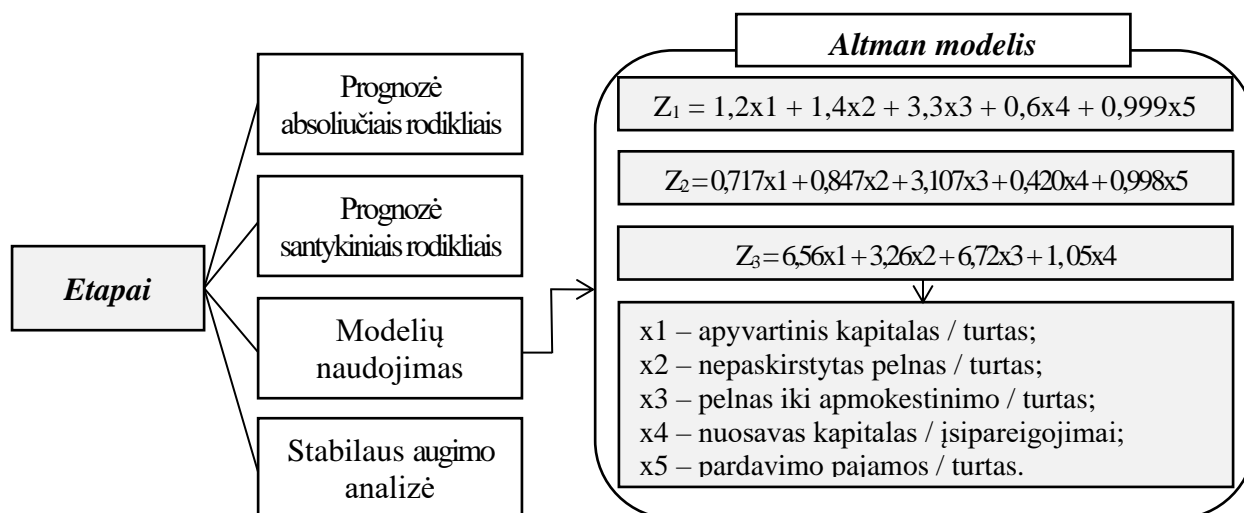 Etapai
Prognozė
absoliučiais rodikliais
Prognozė
santykiniais rodikliais
Modelių
naudojimas
Stabilaus augimo
analizė
Altman modelis
Z₁ = 1,2x1 + 1,4x2 + 3,3x3 + 0,6x4 + 0,999x5
Z₂=0,717x1+0,847x2+3,107x3+0,420x4+0,998x5
Z₃=6,56x1+3,26x2+6,72x3+1,05x4
x1 – apyvartinis kapitalas / turtas;
x2 – nepaskirstytas pelnas / turtas;
x3 – pelnas iki apmokestinimo / turtas;
x4 – nuosavas kapitalas / įsipareigojimai;
x5 – pardavimo pajamos / turtas.